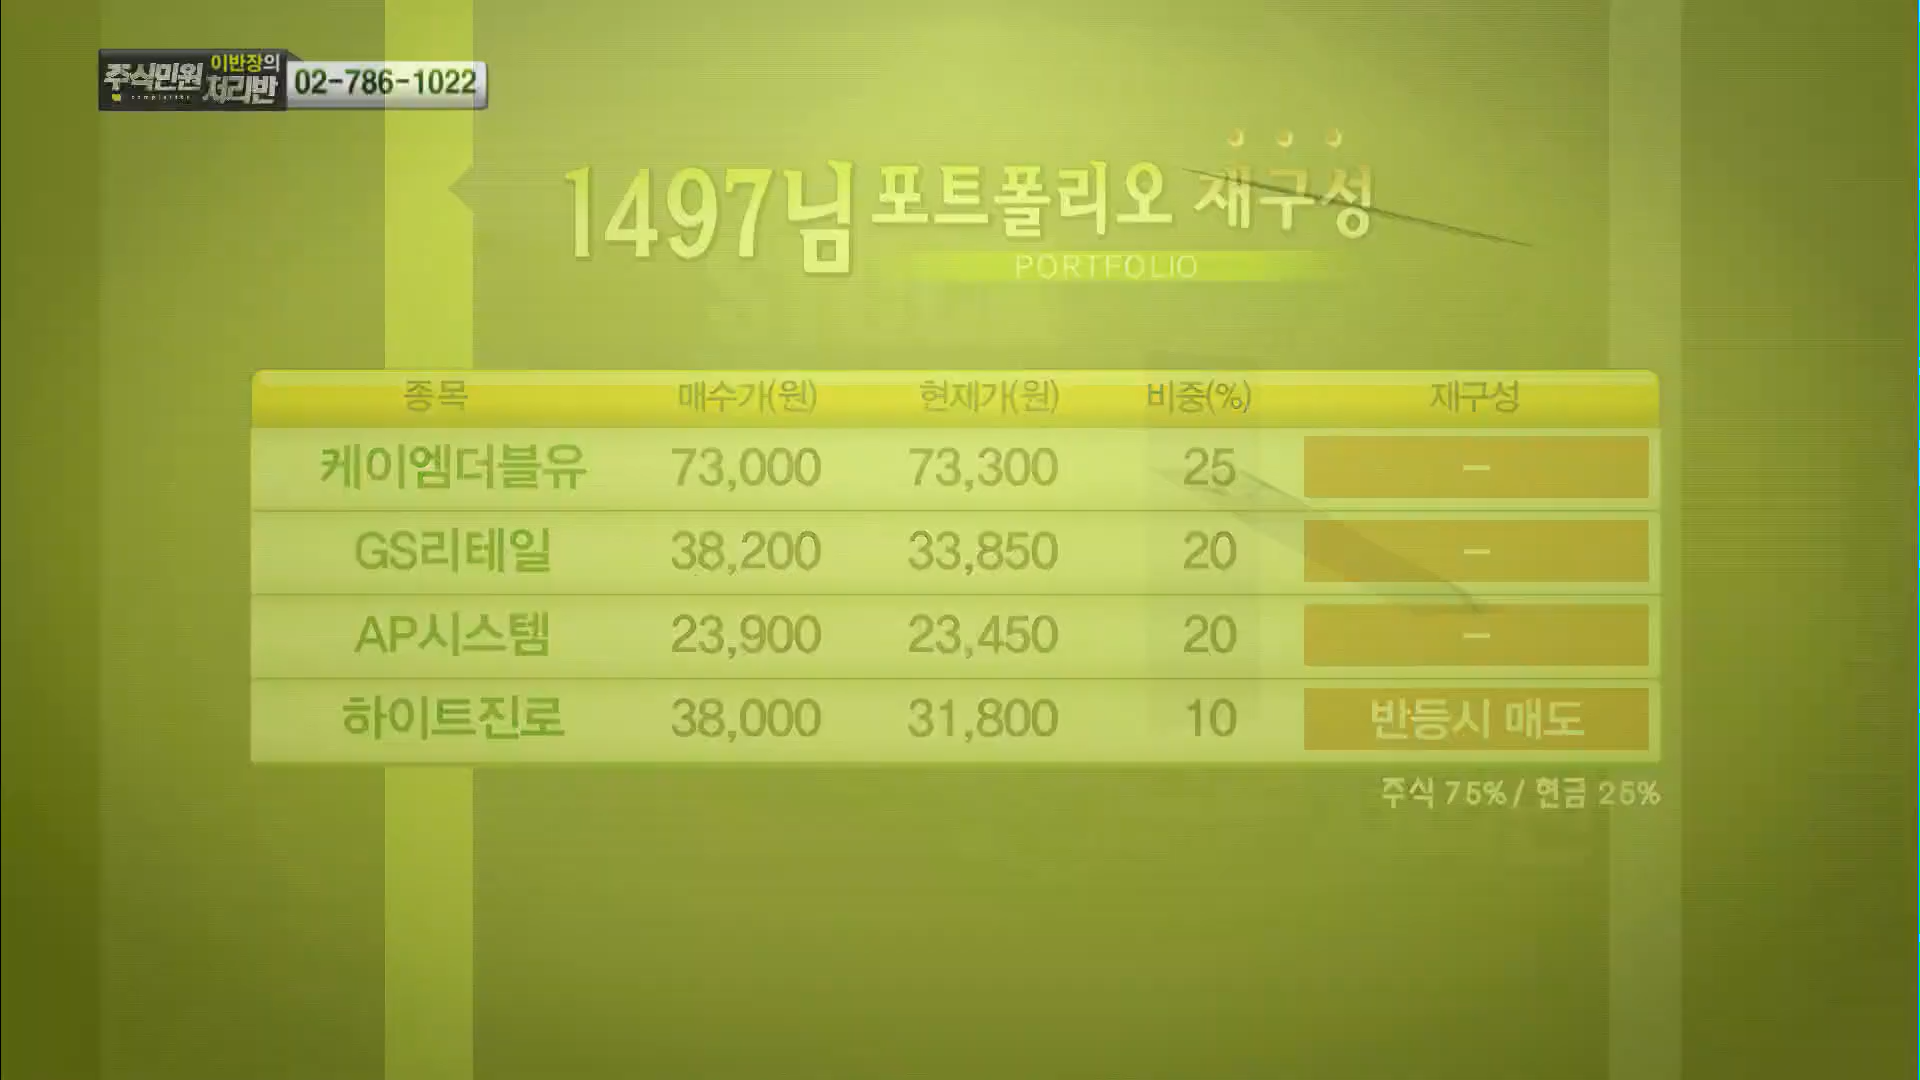 주식민원 이반장의 처리반 02-786-1022
1497님 포트폴리오 재구성
PORTFOLIO
종목 매수가(원) 현재가(원) 비중(%) 재구성
케이엠더블유 73,000 73,300 25 –
GS리테일 38,200 33,850 20 –
AP시스템 23,900 23,450 20 –
하이트진로 38,000 31,800 10 반등시 매도
주식 75% / 현금 25%